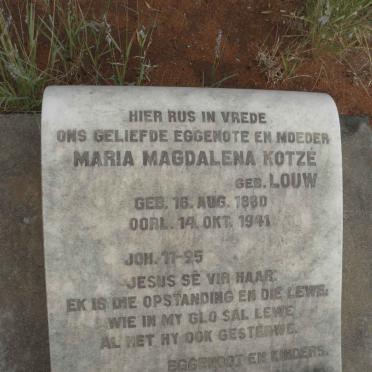 HIER RUS IN VREDE
ONS GELIEFDE EGGENOTE EN MOEDER
MARIA MAGDALENA KOTZÉ
GEB. LOUW
GEB. 16. AUG. 1880
OORL. 14. OKT. 1941
JOH. 11-25
JESUS SÊ VIR HAAR:
EK IS DIE OPSTANDING EN DIE LEWE;
WIE IN MY GLO SAL LEWE
AL HET HY OOK GESTERWE.
EGGENOOT EN KINDERS.